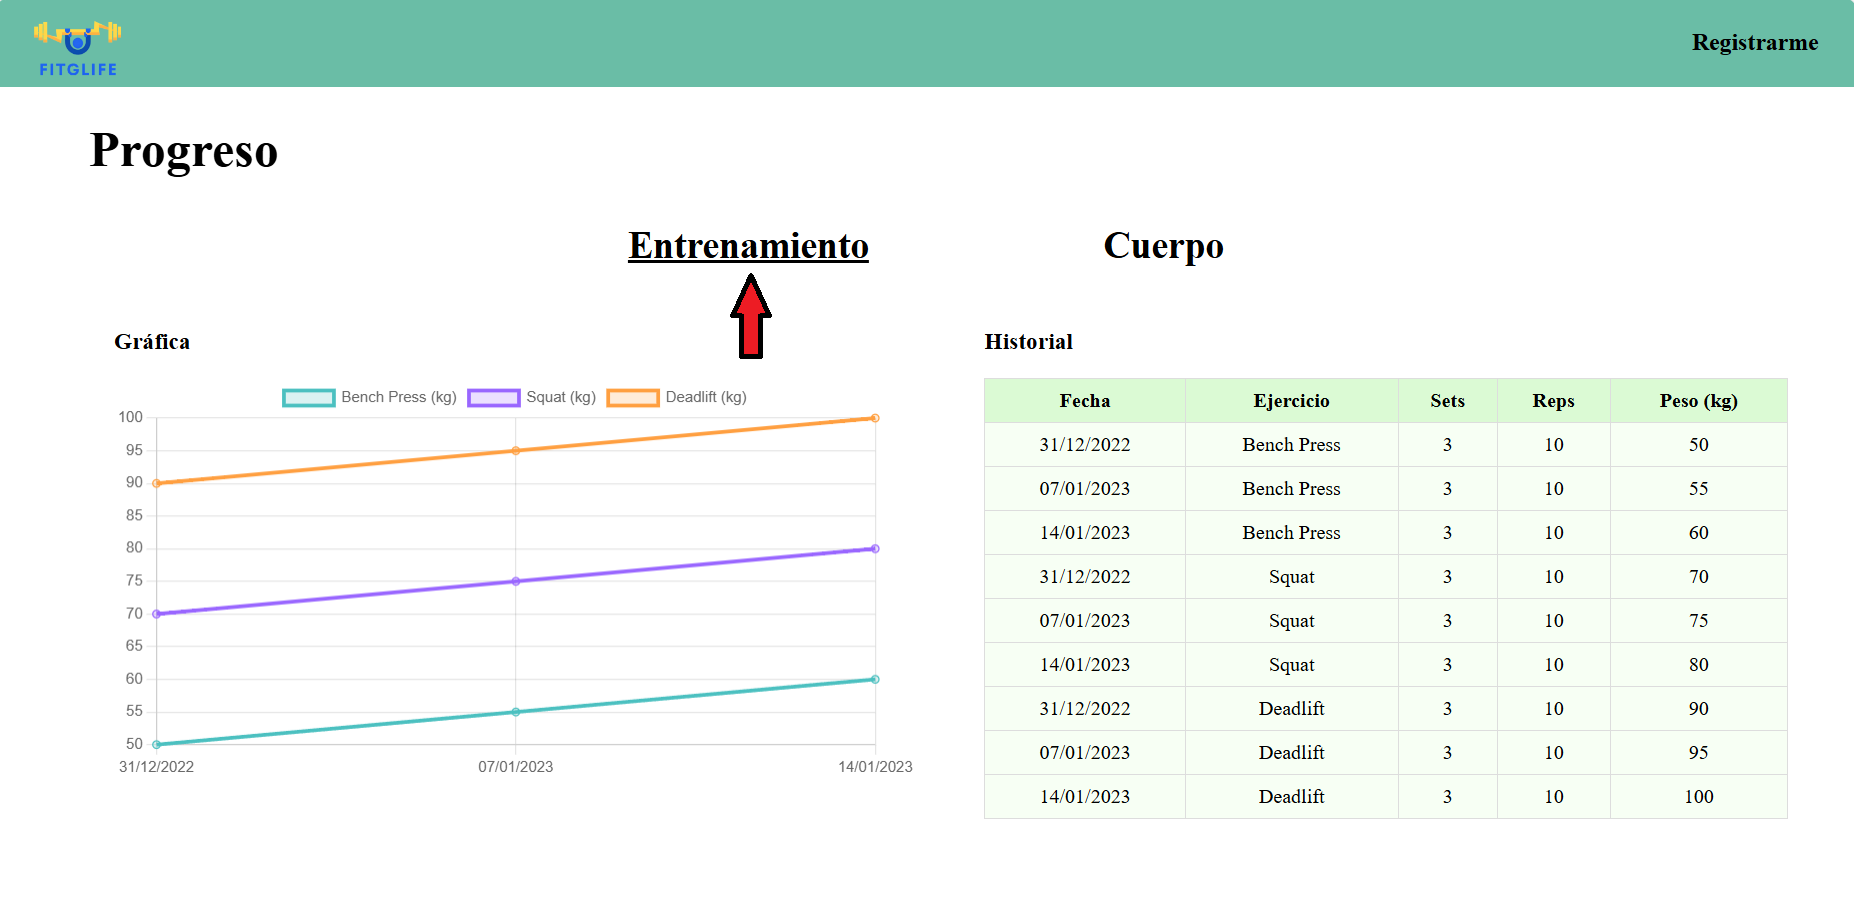 FITGLIFE
Registrarme
Progreso
Entrenamiento Cuerpo
Gráfica
Bench Press (kg) Squat (kg) Deadlift (kg)
100
95
90
85
80
75
70
65
60
55
50
31/12/2022 07/01/2023 14/01/2023
Historial
Fecha Ejercicio Sets Reps Peso (kg)
31/12/2022 Bench Press 3 10 50
07/01/2023 Bench Press 3 10 55
14/01/2023 Bench Press 3 10 60
31/12/2022 Squat 3 10 70
07/01/2023 Squat 3 10 75
14/01/2023 Squat 3 10 80
31/12/2022 Deadlift 3 10 90
07/01/2023 Deadlift 3 10 95
14/01/2023 Deadlift 3 10 100